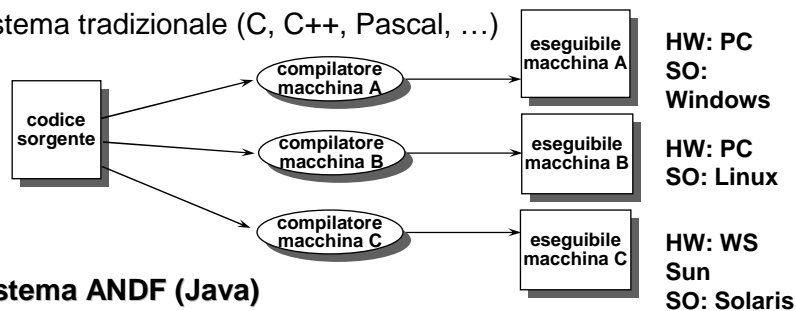 stema tradizionale (C, C++, Pascal, …)
codice
sorgente
compilatore
macchina A
eseguibile
macchina A
HW: PC
SO:
Windows
compilatore
macchina B
eseguibile
macchina B
HW: PC
SO: Linux
compilatore
macchina C
eseguibile
macchina C
HW: WS
Sun
SO: Solaris
stema ANDF (Java)